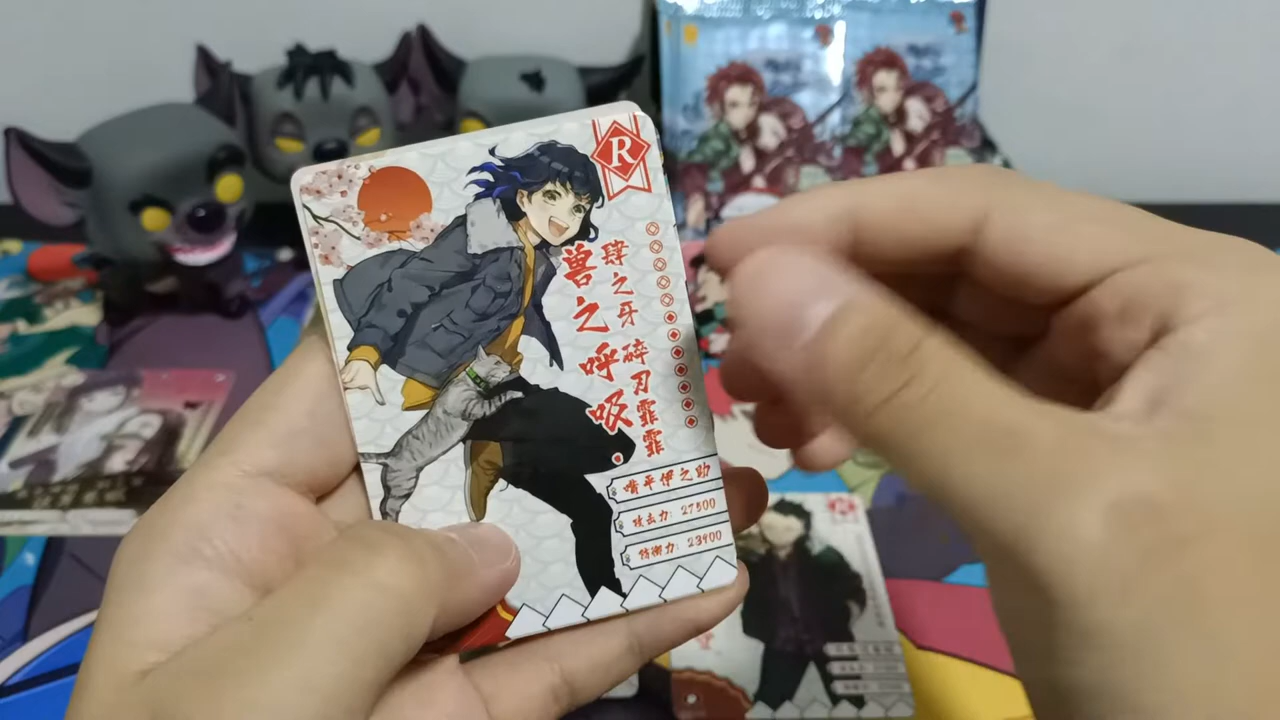 R
兽之呼吸
肆之牙 碎刃霏霏
嘴平伊之助
攻击力: 27500
防御力: 23900